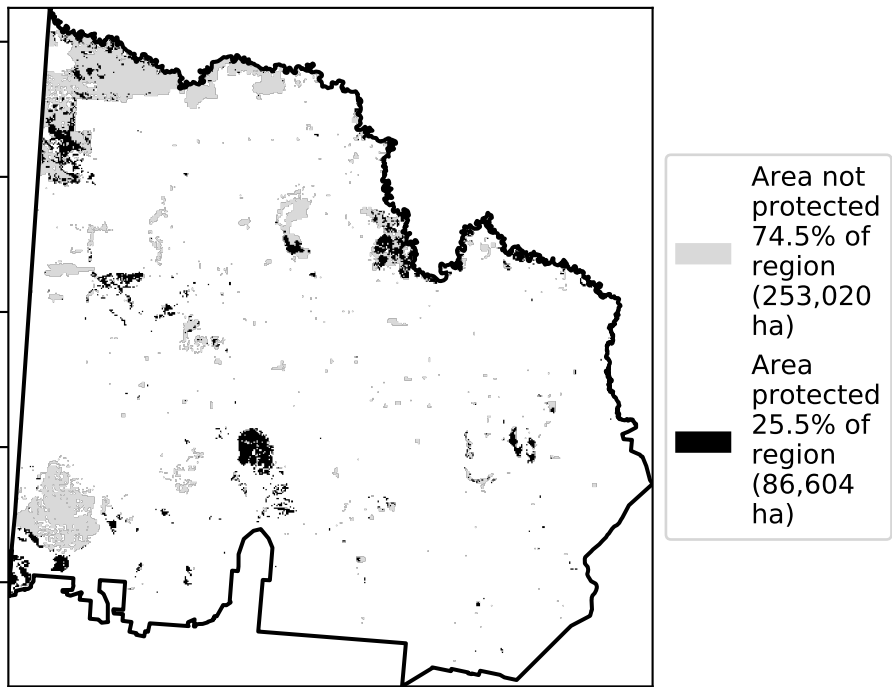 Area not
protected
74.5% of
region
(253,020
ha)
Area
protected
25.5% of
region
(86,604
ha)